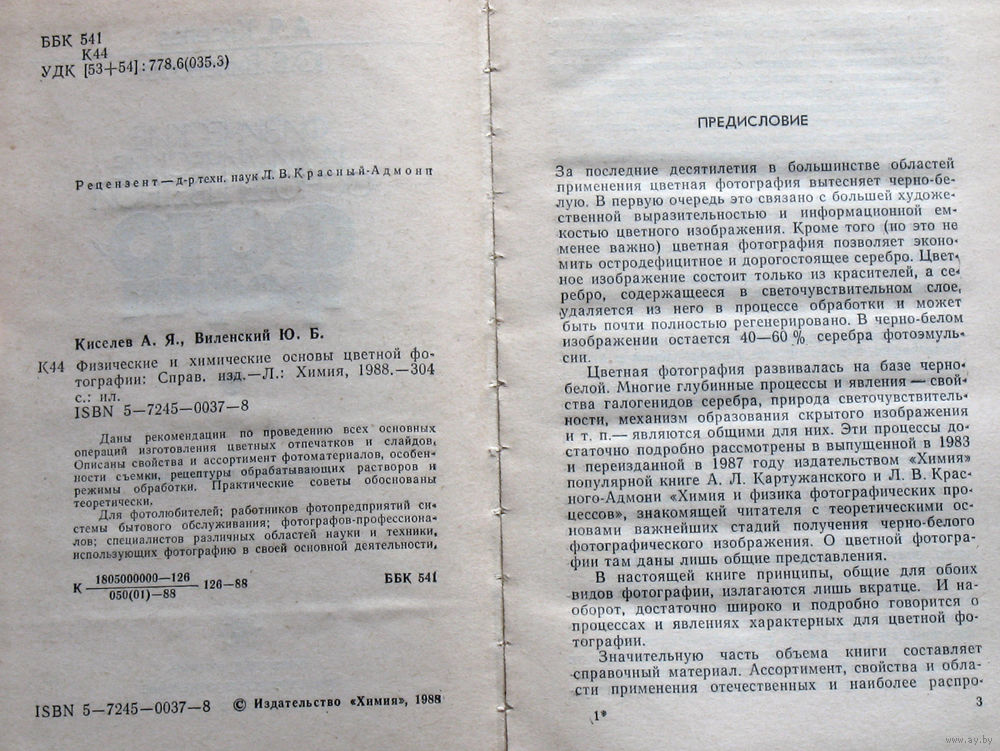 ББК 541
К44
УДК [53+54]:778.6(035.3)
Рецензент — д-р техн. наук Л. В. Красный-Адмони
Киселев А. Я., Виленский Ю. Б.
К44 Физические и химические основы цветной фо-
тографии: Справ. изд.—Л.: Химия, 1988.—304
с.: ил.
ISBN 5—7245—0037—8
Даны рекомендации по проведению всех основных
операций изготовления цветных отпечатков и слайдов.
Описаны свойства и ассортимент фотоматериалов, особен-
ности съемки, рецептуры обрабатывающих растворов и
режимы обработки. Практические советы обоснованы
теоретически.
Для фотолюбителей; работников фотопредприятий си-
стемы бытового обслуживания; фотографов-профессиона-
лов; специалистов различных областей науки и техники,
использующих фотографию в своей основной деятельности.
К 1805000000—126 126—88 ББК 541
050(01)—88
ISBN 5—7245—0037—8 © Издательство «Химия», 1988
ПРЕДИСЛОВИЕ
За последние десятилетия в большинстве областей
применения цветная фотография вытесняет черно-бе-
лую. В первую очередь это связано с большей художе-
ственной выразительностью и информационной ем-
костью цветного изображения. Кроме того (но это не
менее важно) цветная фотография позволяет эконо-
мить остродефицитное и дорогостоящее серебро. Цвет-
ное изображение состоит только из красителей, а се-
ребро, содержащееся в светочувствительном слое,
удаляется из него в процессе обработки и может
быть почти полностью регенерировано. В черно-белом
изображении остается 40—60 % серебра фотоэмуль-
сии.
Цветная фотография развивалась на базе черно-
белой. Многие глубинные процессы и явления — свой-
ства галогенидов серебра, природа светочувствитель-
ности, механизм образования скрытого изображения
и т. п.— являются общими для них. Эти процессы до-
статочно подробно рассмотрены в выпущенной в 1983
и переизданной в 1987 году издательством «Химия»
популярной книге А. Л. Картужанского и Л. В. Крас-
ного-Адмони «Химия и физика фотографических про-
цессов», знакомящей читателя с теоретическими ос-
новами важнейших стадий получения черно-белого
фотографического изображения. О цветной фотогра-
фии там даны лишь общие представления.
В настоящей книге принципы, общие для обоих
видов фотографии, излагаются лишь вкратце. И на-
оборот, достаточно широко и подробно говорится о
процессах и явлениях характерных для цветной фо-
тографии.
Значительную часть объема книги составляет
справочный материал. Ассортимент, свойства и обла-
сти применения отечественных и наиболее распро-
1* 3
www.ay.by